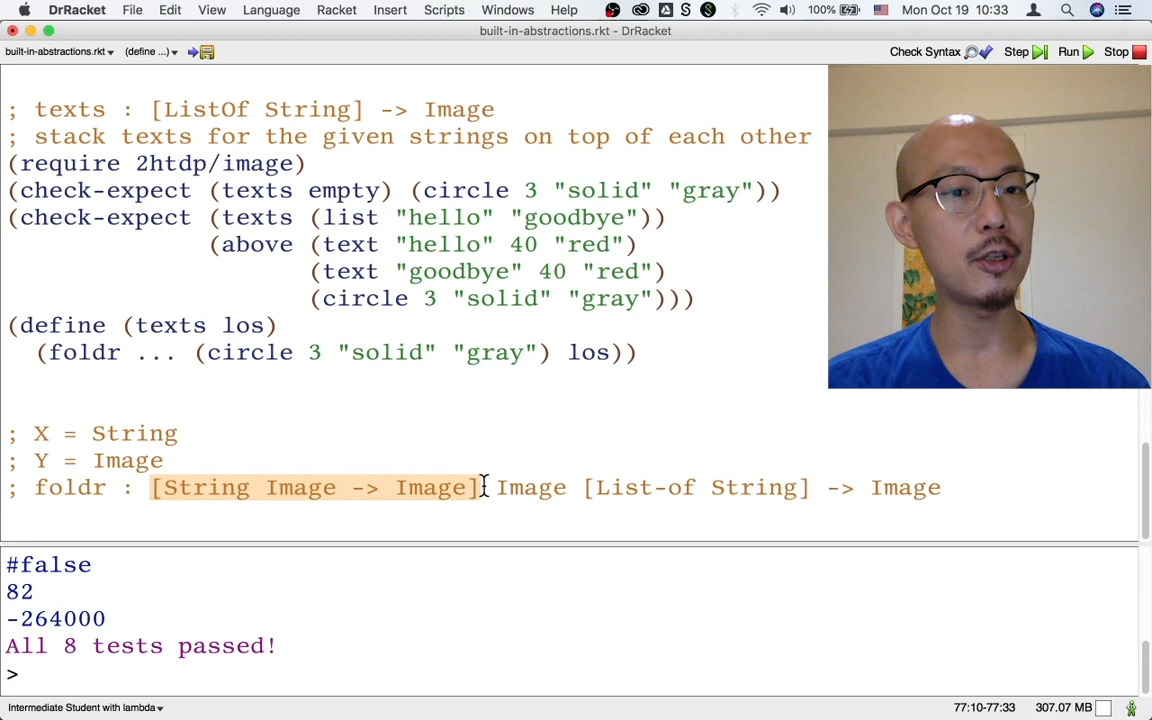 DrRacket File Edit View Language Racket Insert Scripts Windows Help 100% Mon Oct 19 10:33
built-in-abstractions.rkt - DrRacket
built-in-abstractions.rkt (define ...) Check Syntax Step Run Stop
; texts : [ListOf String] -> Image
; stack texts for the given strings on top of each other
(require 2htdp/image)
(check-expect (texts empty) (circle 3 "solid" "gray"))
(check-expect (texts (list "hello" "goodbye"))
(above (text "hello" 40 "red")
(text "goodbye" 40 "red")
(circle 3 "solid" "gray")))
(define (texts los)
(foldr ... (circle 3 "solid" "gray") los))
; X = String
; Y = Image
; foldr : [String Image -> Image] Image [List-of String] -> Image
#false
82
-264000
All 8 tests passed!
>
Intermediate Student with lambda 77:10-77:33 307.07 MB